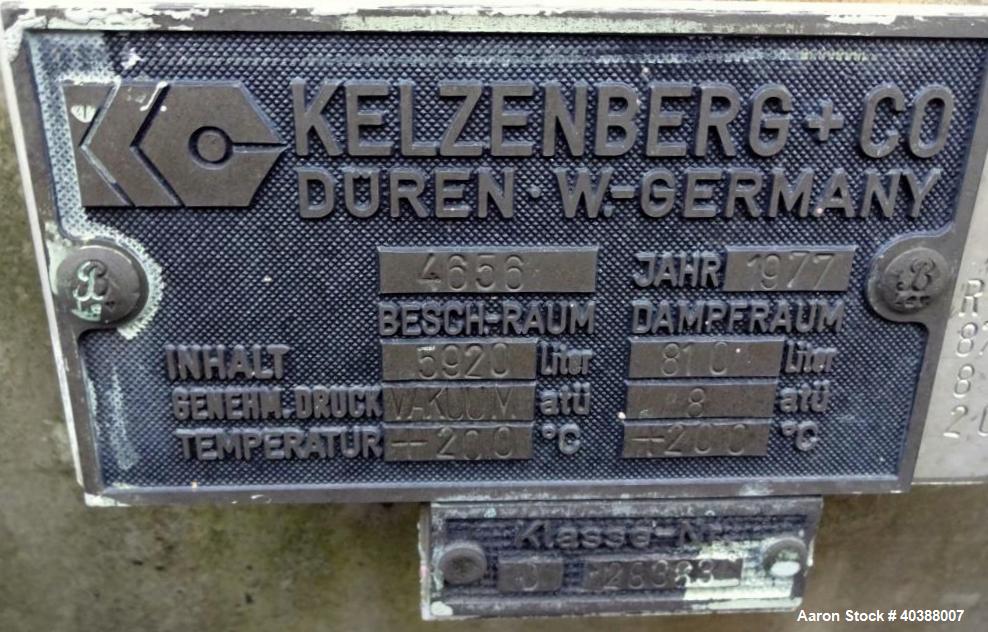 KELZENBERG + CO
DÜREN · W.-GERMANY
4656 JAHR 1977
BESCH.-RAUM DAMPFRAUM
INHALT 5920 Liter 810 Liter
GENEHM. DRUCK VAKUUM atü 8 atü
TEMPERATUR +200 °C +200 °C
Klasse-Nr.
Aaron Stock # 40388007